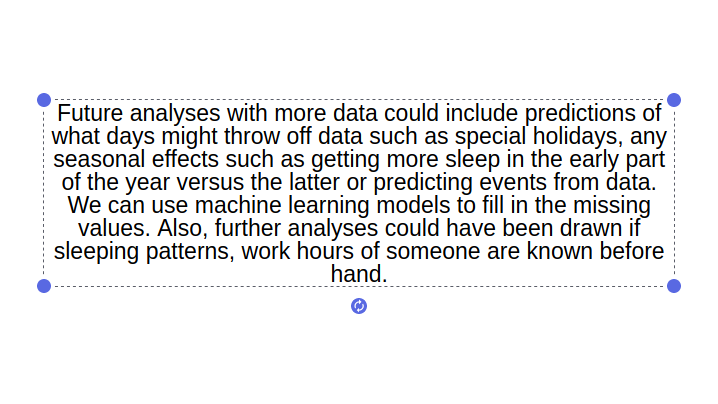 Future analyses with more data could include predictions of
what days might throw off data such as special holidays, any
seasonal effects such as getting more sleep in the early part
of the year versus the latter or predicting events from data.
We can use machine learning models to fill in the missing
values. Also, further analyses could have been drawn if
sleeping patterns, work hours of someone are known before
hand.